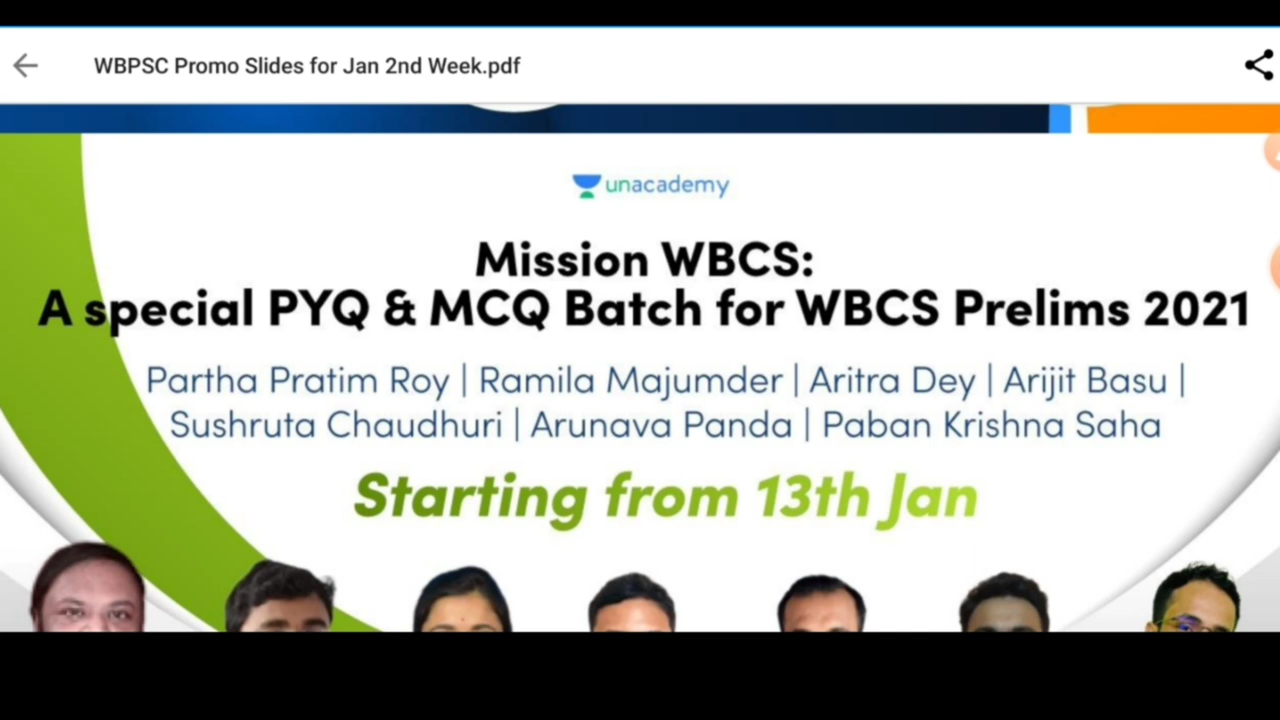 WBPSC Promo Slides for Jan 2nd Week.pdf
unacademy
Mission WBCS:
A special PYQ & MCQ Batch for WBCS Prelims 2021
Partha Pratim Roy | Ramila Majumder | Aritra Dey | Arijit Basu |
Sushruta Chaudhuri | Arunava Panda | Paban Krishna Saha
Starting from 13th Jan